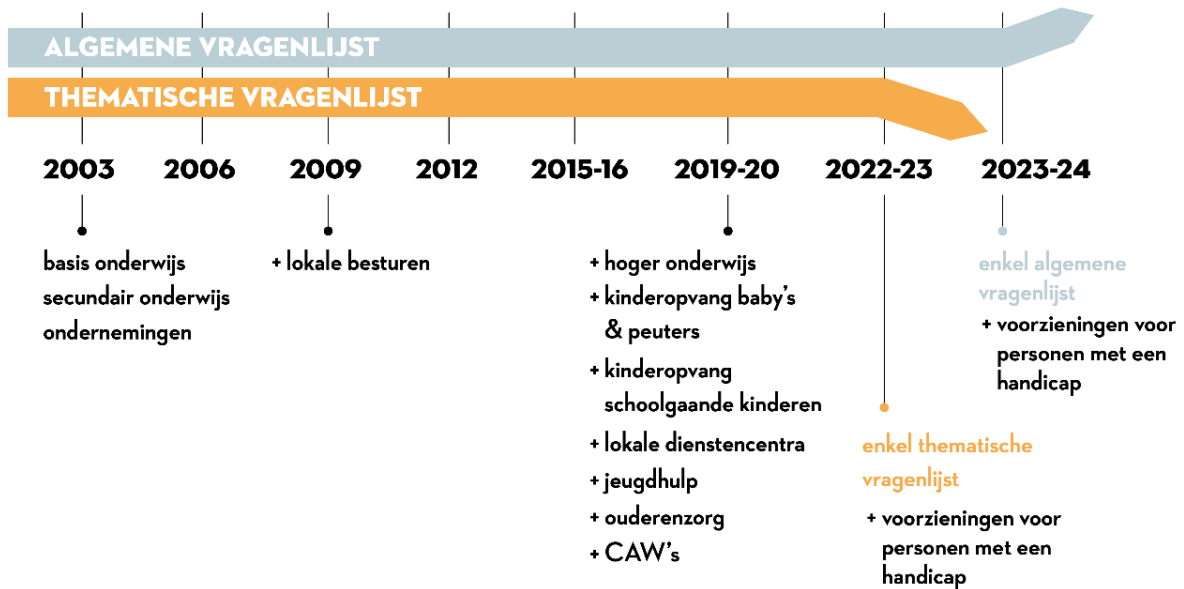 ALGEMENE VRAGENLIJST
THEMATISCHE VRAGENLIJST
2003
2006
2009
2012
2015-16
2019-20
2022-23
2023-24
basis onderwijs
secundair onderwijs
ondernemingen
+ lokale besturen
+ hoger onderwijs
+ kinderopvang baby's
& peuters
+ kinderopvang
schoolgaande kinderen
+ lokale dienstencentra
+ jeugdhulp
+ ouderenzorg
+ CAW's
enkel thematische
vragenlijst
+ voorzieningen voor
personen met een
handicap
enkel algemene
vragenlijst
+ voorzieningen voor
personen met een
handicap